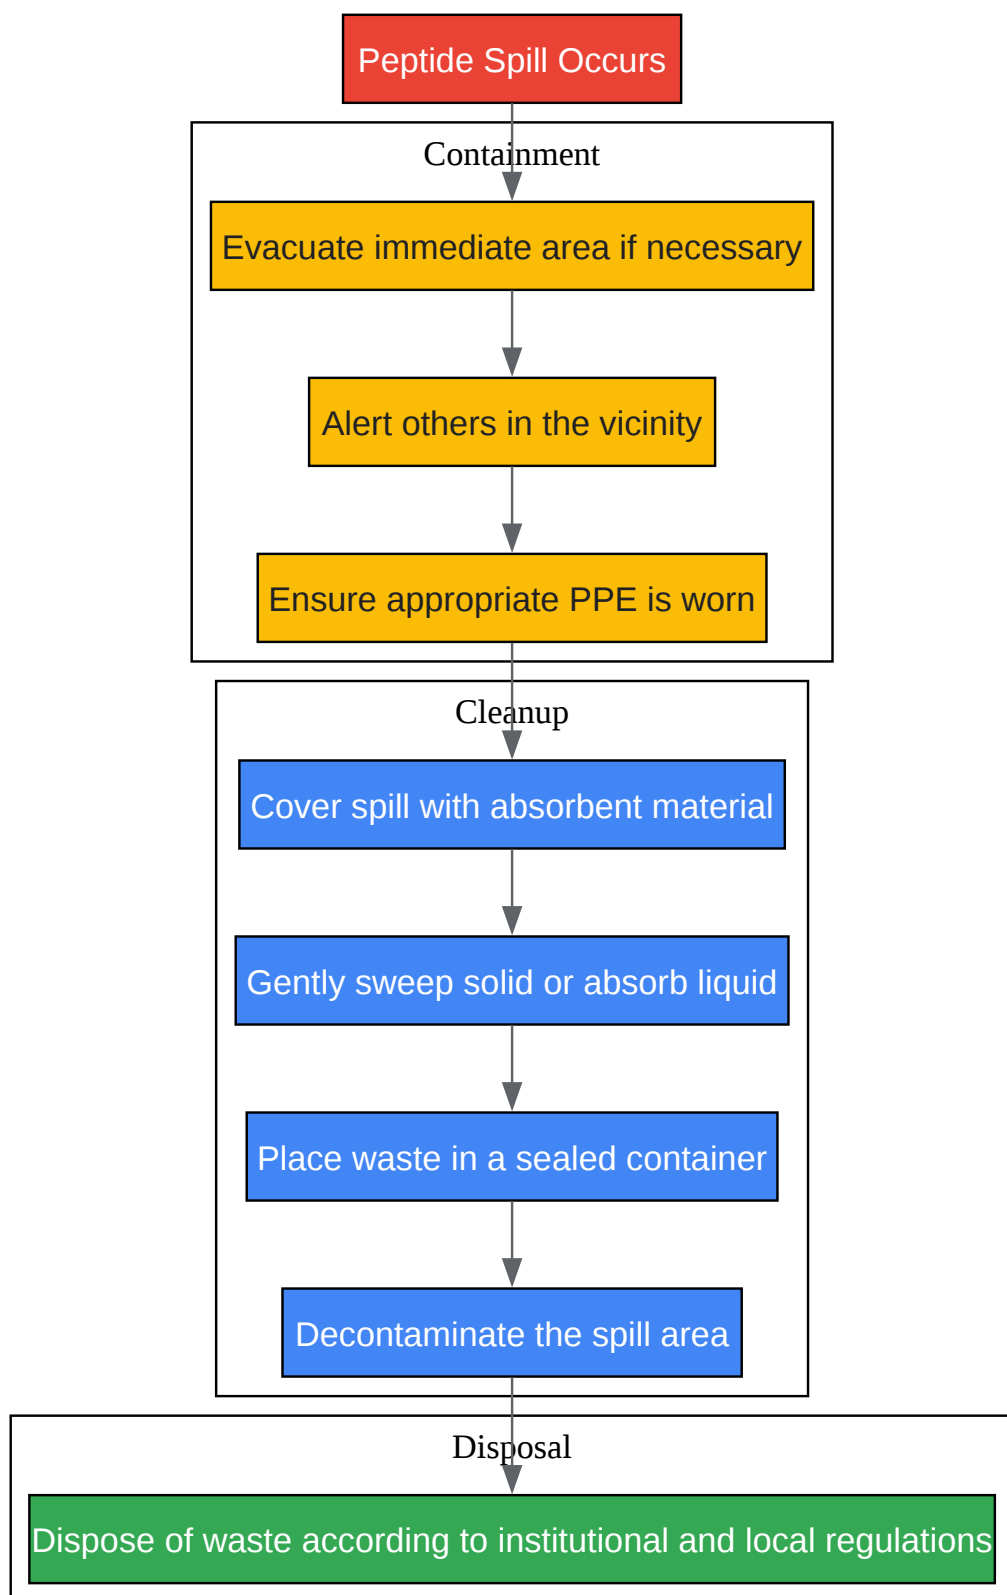 Peptide Spill Occurs
Containment
Evacuate immediate area if necessary
Alert others in the vicinity
Ensure appropriate PPE is worn
Cleanup
Cover spill with absorbent material
Gently sweep solid or absorb liquid
Place waste in a sealed container
Decontaminate the spill area
Disposal
Dispose of waste according to institutional and local regulations